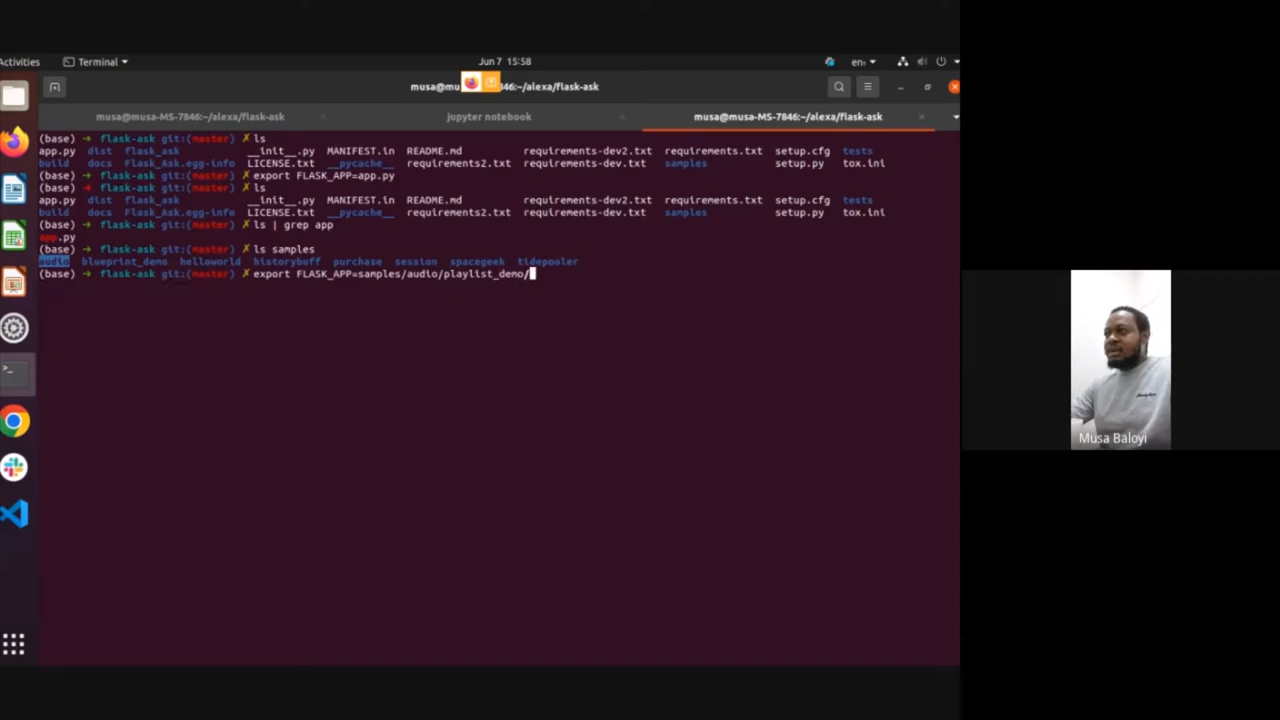 Activities Terminal Jun 7 15:58 en
musa@mu 46:~/alexa/flask-ask
musa@musa-MS-7846:~/alexa/flask-ask jupyter notebook musa@musa-MS-7846:~/alexa/flask-ask
(base) → flask-ask git:(master) ✗ ls
app.py dist flask_ask __init__.py MANIFEST.in README.md requirements-dev2.txt requirements.txt setup.cfg tests
build docs Flask_Ask.egg-info LICENSE.txt __pycache__ requirements2.txt requirements-dev.txt samples setup.py tox.ini
(base) → flask-ask git:(master) ✗ export FLASK_APP=app.py
(base) → flask-ask git:(master) ✗ ls
app.py dist flask_ask __init__.py MANIFEST.in README.md requirements-dev2.txt requirements.txt setup.cfg tests
build docs Flask_Ask.egg-info LICENSE.txt __pycache__ requirements2.txt requirements-dev.txt samples setup.py tox.ini
(base) → flask-ask git:(master) ✗ ls | grep app
app.py
(base) → flask-ask git:(master) ✗ ls samples
audio blueprint_demo helloworld historybuff purchase session spacegeek tidepooler
(base) → flask-ask git:(master) ✗ export FLASK_APP=samples/audio/playlist_demo/
Musa Baloyi